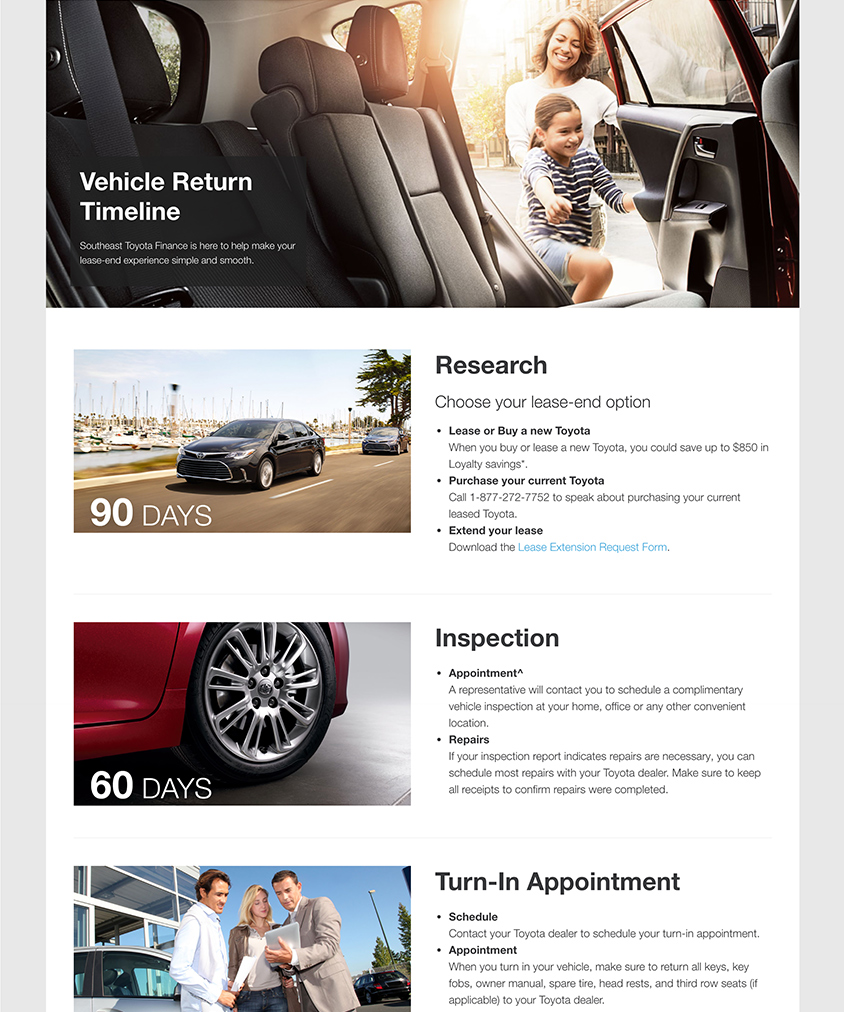 Vehicle Return
Timeline
Southeast Toyota Finance is here to help make your
lease-end experience simple and smooth.
90 DAYS
Research
Choose your lease-end option
• Lease or Buy a new Toyota
When you buy or lease a new Toyota, you could save up to $850 in
Loyalty savings*.
• Purchase your current Toyota
Call 1-877-272-7752 to speak about purchasing your current
leased Toyota.
• Extend your lease
Download the Lease Extension Request Form.
60 DAYS
Inspection
• Appointment^
A representative will contact you to schedule a complimentary
vehicle inspection at your home, office or any other convenient
location.
• Repairs
If your inspection report indicates repairs are necessary, you can
schedule most repairs with your Toyota dealer. Make sure to keep
all receipts to confirm repairs were completed.
Turn-In Appointment
• Schedule
Contact your Toyota dealer to schedule your turn-in appointment.
• Appointment
When you turn in your vehicle, make sure to return all keys, key
fobs, owner manual, spare tire, head rests, and third row seats (if
applicable) to your Toyota dealer.